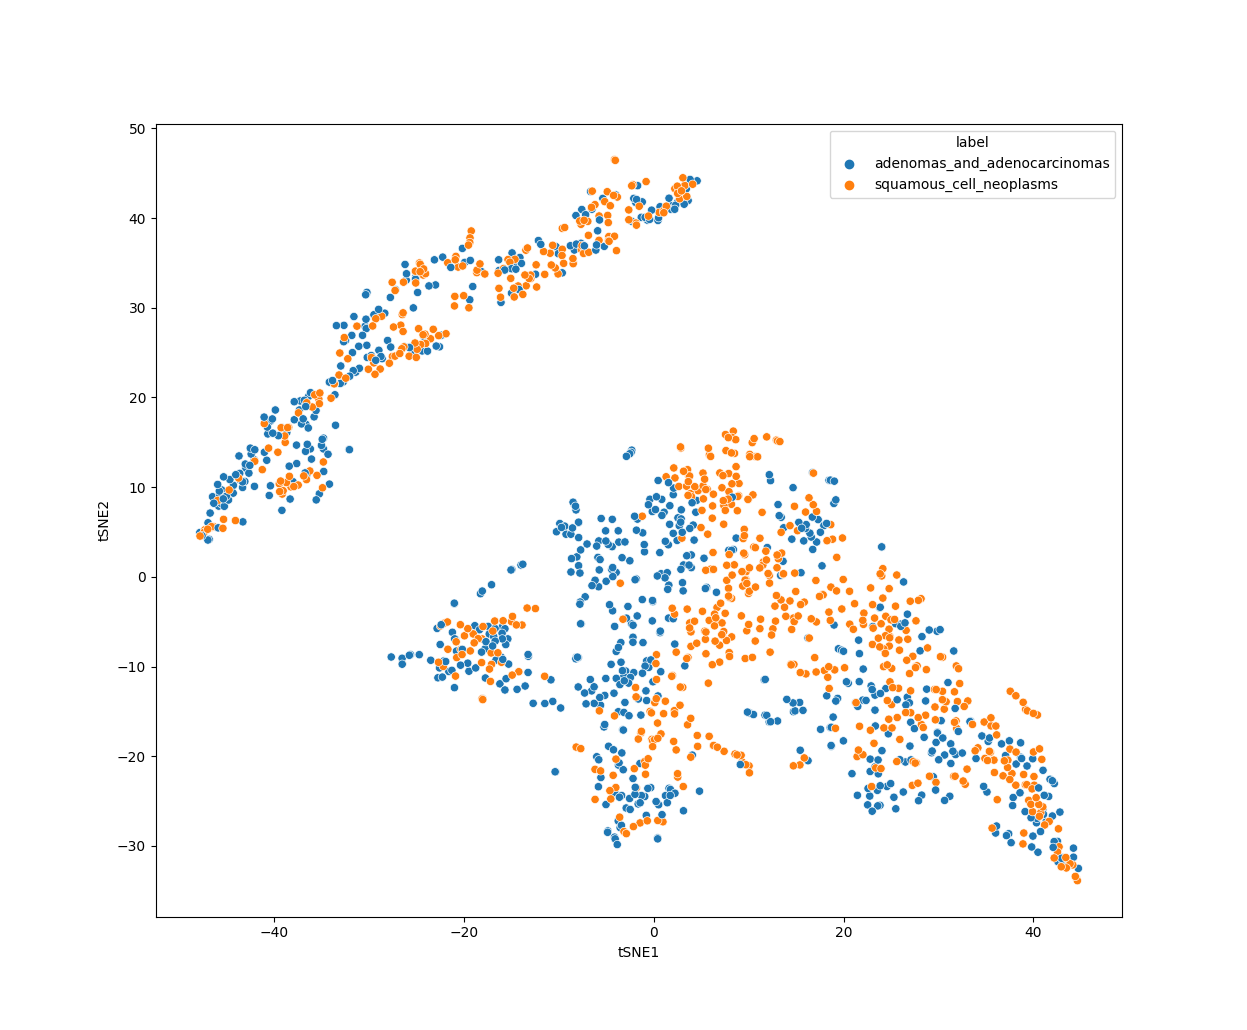 label
adenomas_and_adenocarcinomas
squamous_cell_neoplasms
50
40
30
20
10
0
−10
−20
−30
tSNE2
−40
−20
0
20
40
tSNE1